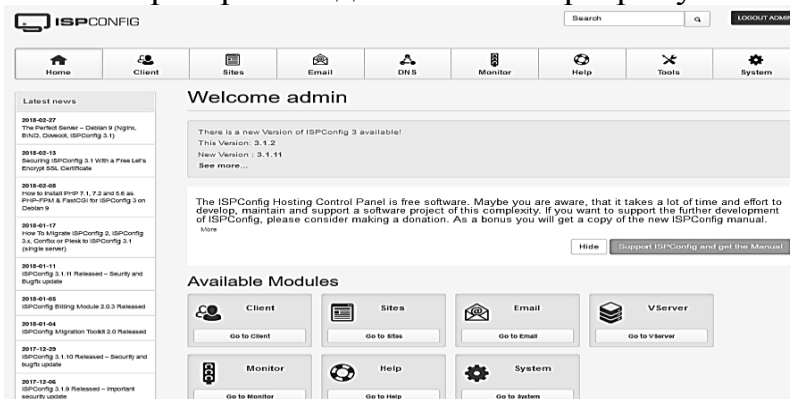 ISPCONFIG
Search
LOGOUT ADMIN
Home
Client
Sites
Email
DNS
Monitor
Help
Tools
System
Latest news
2018-02-27
The Perfect Server – Debian 9 (Nginx,
BIND, Dovecot, ISPConfig 3.1)
2018-02-13
Securing ISPConfig 3.1 With a Free Let's
Encrypt SSL Certificate
2018-02-08
How to Install PHP 7.1, 7.2 and 5.6 as
PHP-FPM & FastCGI for ISPConfig 3 on
Debian 9
2018-01-17
How To Migrate ISPConfig 2, ISPConfig
3.x, Confixx or Plesk to ISPConfig 3.1
(single server)
2018-01-11
ISPConfig 3.1.11 Released – Seurity and
Bugfix update
2018-01-05
ISPConfig Billing Module 2.0.3 Released
2018-01-04
ISPConfig Migration Toolkit 2.0 Released
2017-12-29
ISPConfig 3.1.10 Released – Security and
bugfix update
2017-12-06
ISPConfig 3.1.9 Released – Important
security update
Welcome admin
There is a new Version of ISPConfig 3 available!
This Version: 3.1.2
New Version : 3.1.11
See more...
The ISPConfig Hosting Control Panel is free software. Maybe you are aware, that it takes a lot of time and effort to
develop, maintain and support a software project of this complexity. If you want to support the further development
of ISPConfig, please consider making a donation. As a bonus you will get a copy of the new ISPConfig manual.
More
Hide
Support ISPConfig and get the Manual
Available Modules
Client
Go to Client
Sites
Go to Sites
Email
Go to Email
VServer
Go to VServer
Monitor
Go to Monitor
Help
Go to Help
System
Go to System